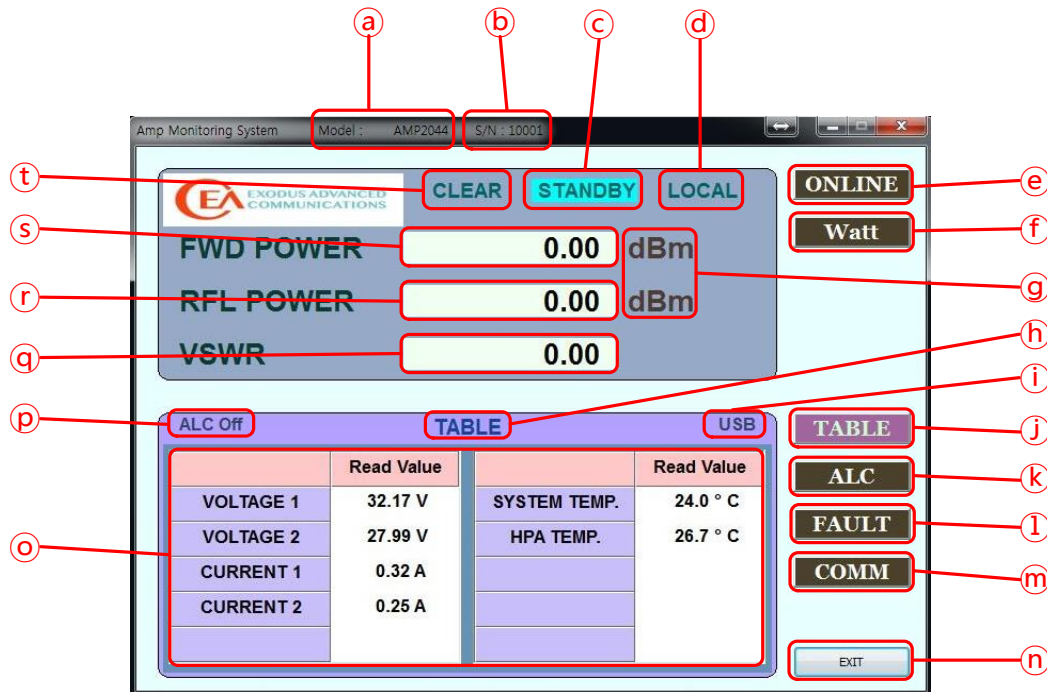 ⓐ ⓑ ⓒ ⓓ
Amp Monitoring System Model : AMP2044 S/N : 10001
ⓣ EXODUS ADVANCED COMMUNICATIONS CLEAR STANDBY LOCAL ONLINE ⓔ
ⓢ FWD POWER 0.00 dBm Watt ⓕ
ⓖ
ⓡ RFL POWER 0.00 dBm
ⓗ
ⓠ VSWR 0.00
ⓘ
ⓟ ALC Off TABLE USB TABLE ⓙ
Read Value Read Value ALC ⓚ
VOLTAGE 1 32.17 V SYSTEM TEMP. 24.0 ° C
VOLTAGE 2 27.99 V HPA TEMP. 26.7 ° C FAULT ⓛ
ⓞ
CURRENT 1 0.32 A COMM ⓜ
CURRENT 2 0.25 A
EXIT ⓝ